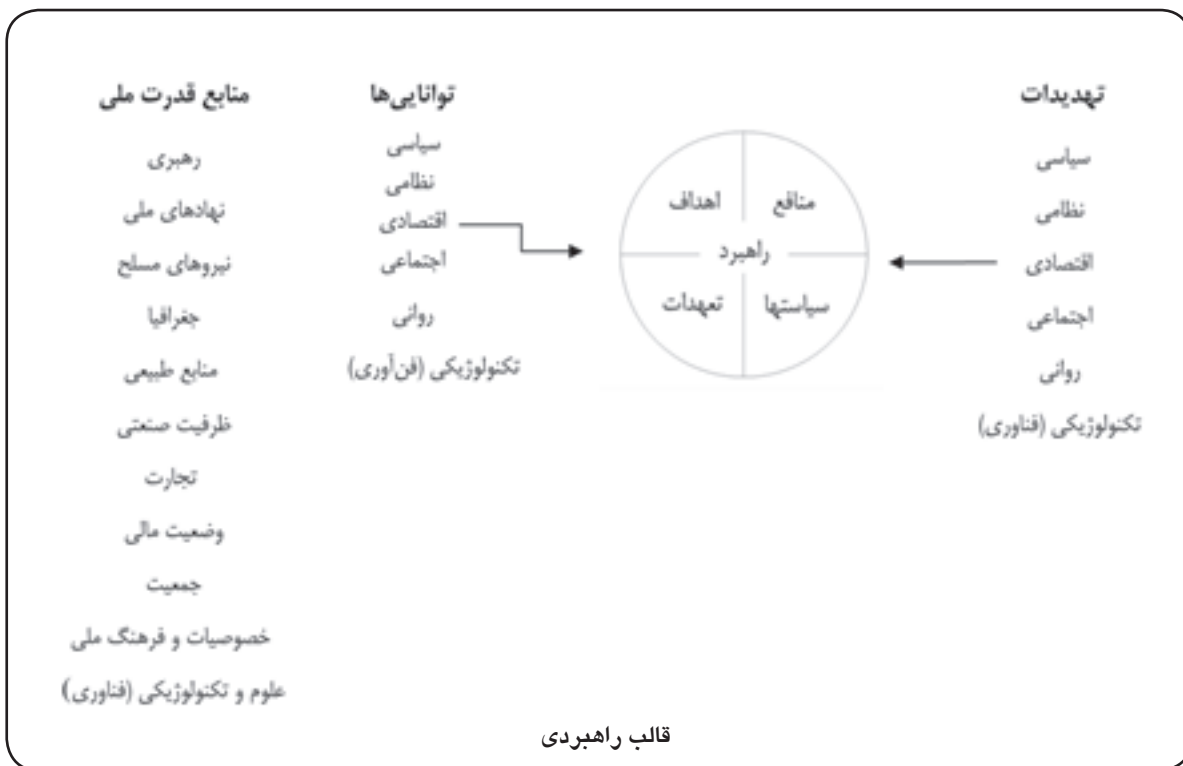 تهدیدات
سیاسی
نظامی
اقتصادی
اجتماعی
روانی
تکنولوژیکی (فناوری)
منافع
اهداف
راهبرد
سیاستها
تعهدات
توانایی‌ها
سیاسی
نظامی
اقتصادی
اجتماعی
روانی
تکنولوژیکی (فن‌آوری)
منابع قدرت ملی
رهبری
نهادهای ملی
نیروهای مسلح
جغرافیا
منابع طبیعی
ظرفیت صنعتی
تجارت
وضعیت مالی
جمعیت
خصوصیات و فرهنگ ملی
علوم و تکنولوژیکی (فناوری)
قالب راهبردی